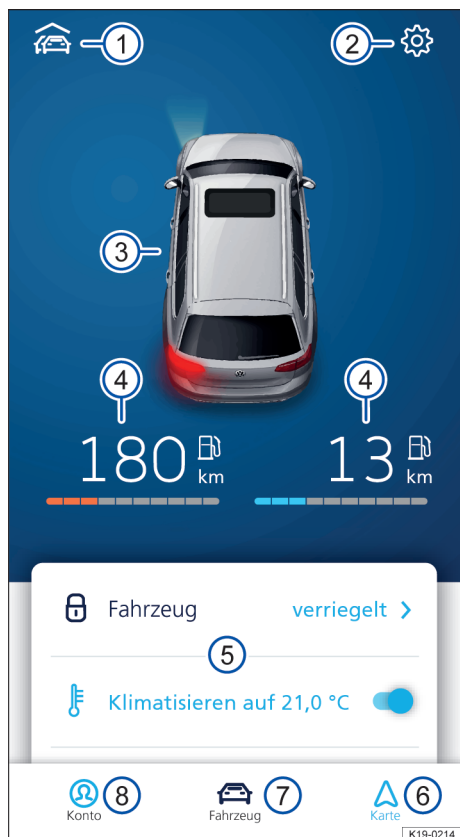 1
2
3
4
4
180 km
13 km
Fahrzeug verriegelt >
5
Klimatisieren auf 21,0 °C
8
7
6
Konto
Fahrzeug
Karte
K19-0214